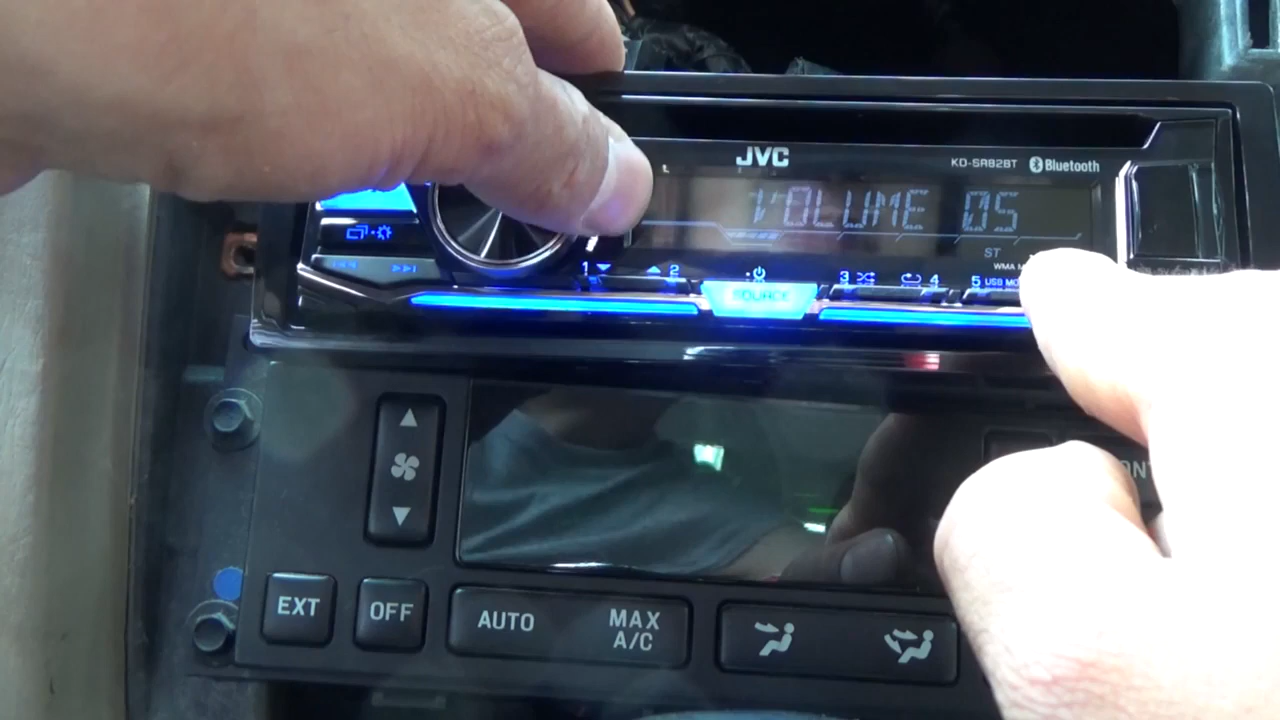 JVC
KD-SR82BT Bluetooth
VOLUME 05
ST
WMA
1 2 3 4 5 USB MO
SOURCE
EXT
OFF
AUTO
MAX A/C